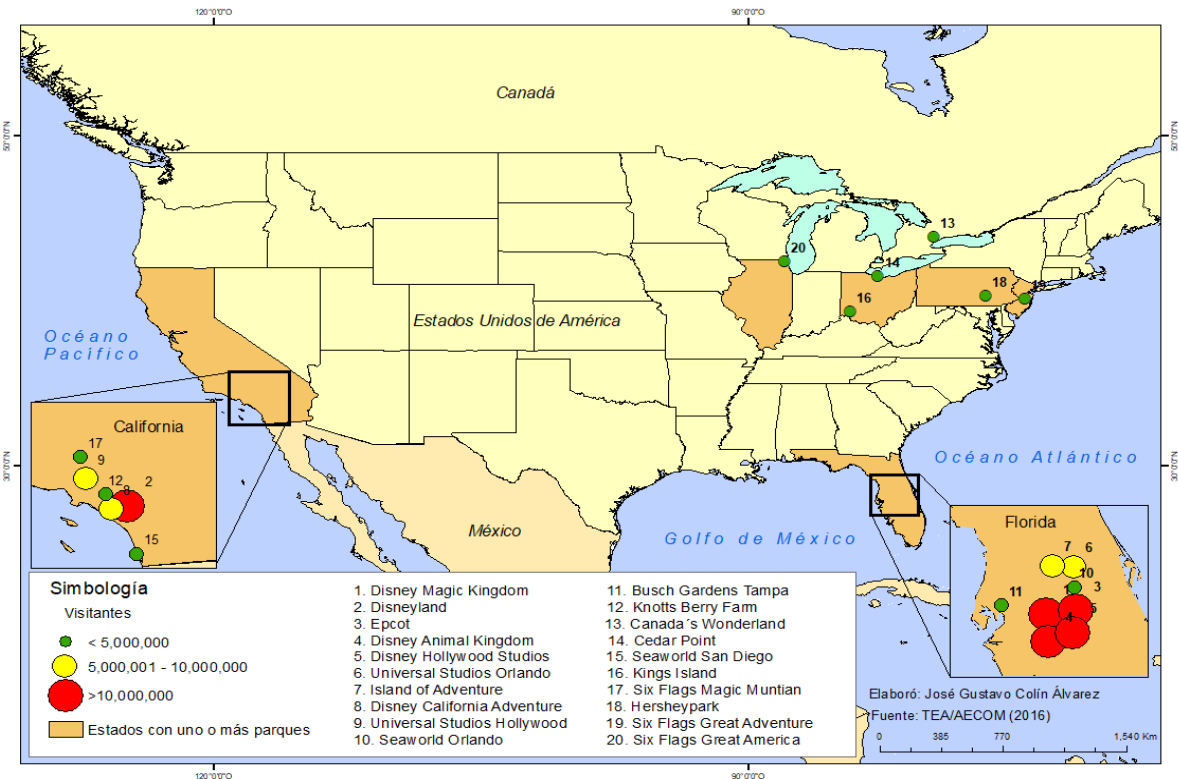 120°0'0"O
90°0'0"O
50°0'0"N
50°0'0"N
Canadá
13
20
14
18
16
Estados Unidos de América
Océano
Pacífico
California
17
9
12
8
2
15
30°0'0"N
30°0'0"N
Océano Atlántico
México
Golfo de México
Florida
7
6
10
3
11
1
5
4
Simbología
Visitantes
< 5,000,000
5,000,001 - 10,000,000
>10,000,000
Estados con uno o más parques
1. Disney Magic Kingdom
2. Disneyland
3. Epcot
4. Disney Animal Kingdom
5. Disney Hollywood Studios
6. Universal Studios Orlando
7. Island of Adventure
8. Disney California Adventure
9. Universal Studios Hollywood
10. Seaworld Orlando
11. Busch Gardens Tampa
12. Knotts Berry Farm
13. Canada´s Wonderland
14. Cedar Point
15. Seaworld San Diego
16. Kings Island
17. Six Flags Magic Muntian
18. Hersheypark
19. Six Flags Great Adventure
20. Six Flags Great America
Elaboró: José Gustavo Colín Álvarez
Fuente: TEA/AECOM (2016)
0 385 770 1,540 Km
120°0'0"O
90°0'0"O